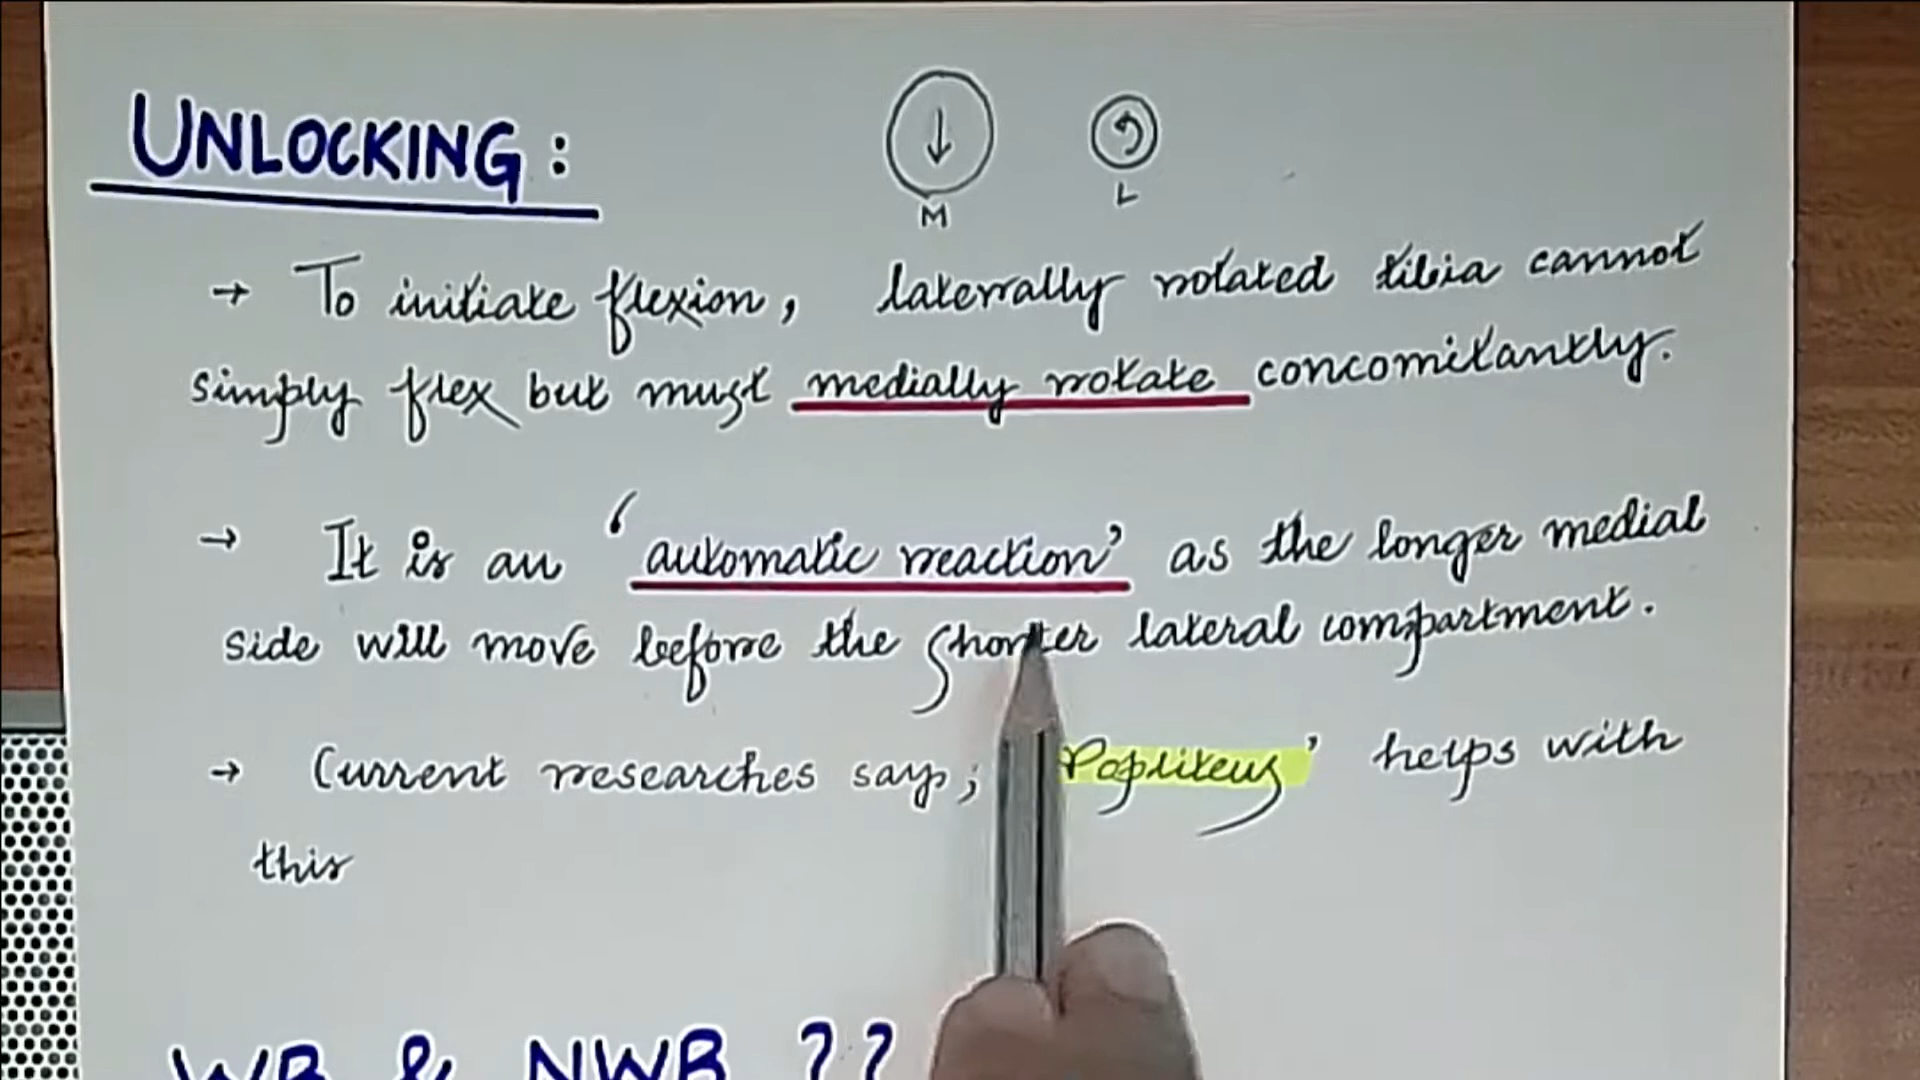 UNLOCKING:
M L
→ To initiate flexion, laterally rotated tibia cannot
simply flex but must medially rotate concomitantly.
→ It is an 'automatic reaction' as the longer medial
side will move before the shorter lateral compartment.
→ Current researches say; Popliteus' helps with
this
WB & NWB ??